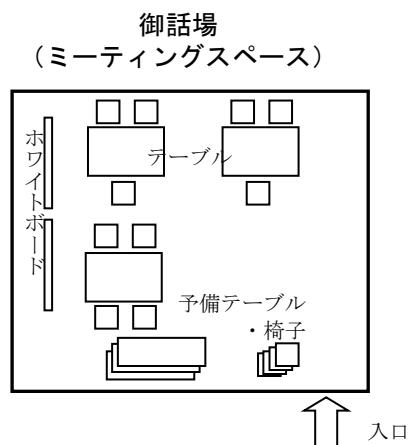 御話場
（ミーティングスペース）
ホワイトボード
テーブル
予備テーブル
・椅子
入口